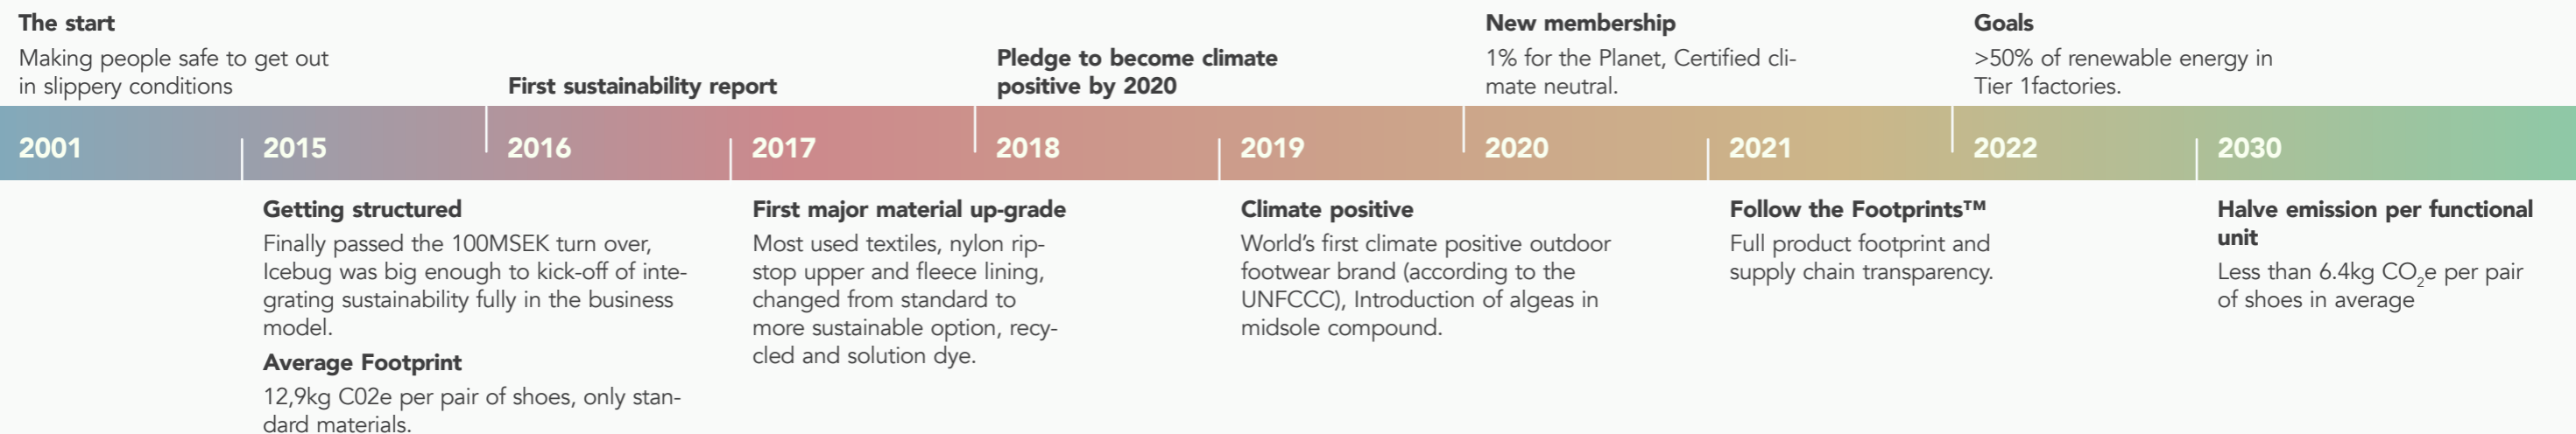 The start
Making people safe to get out
in slippery conditions
First sustainability report
Pledge to become climate
positive by 2020
New membership
1% for the Planet, Certified cli-
mate neutral.
Goals
>50% of renewable energy in
Tier 1factories.
2001
2015
2016
2017
2018
2019
2020
2021
2022
2030
Getting structured
Finally passed the 100MSEK turn over,
Icebug was big enough to kick-off of inte-
grating sustainability fully in the business
model.
Average Footprint
12,9kg C02e per pair of shoes, only stan-
dard materials.
First major material up-grade
Most used textiles, nylon rip-
stop upper and fleece lining,
changed from standard to
more sustainable option, recy-
cled and solution dye.
Climate positive
World’s first climate positive outdoor
footwear brand (according to the
UNFCCC), Introduction of algeas in
midsole compound.
Follow the Footprints™
Full product footprint and
supply chain transparency.
Halve emission per functional
unit
Less than 6.4kg CO₂e per pair
of shoes in average